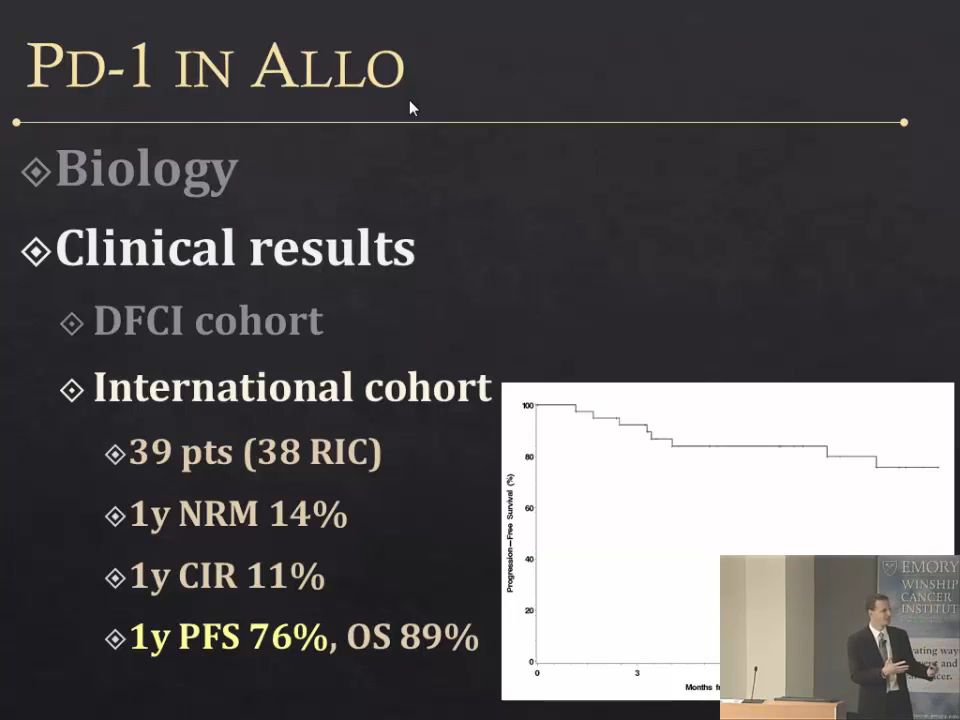 PD-1 IN ALLO
Biology
Clinical results
DFCI cohort
International cohort
39 pts (38 RIC)
1y NRM 14%
1y CIR 11%
1y PFS 76%, OS 89%
Progression-Free Survival (%)
100
80
60
40
20
0
0
3
Months
EMORY
WINSHIP
CANCER
INSTITUT